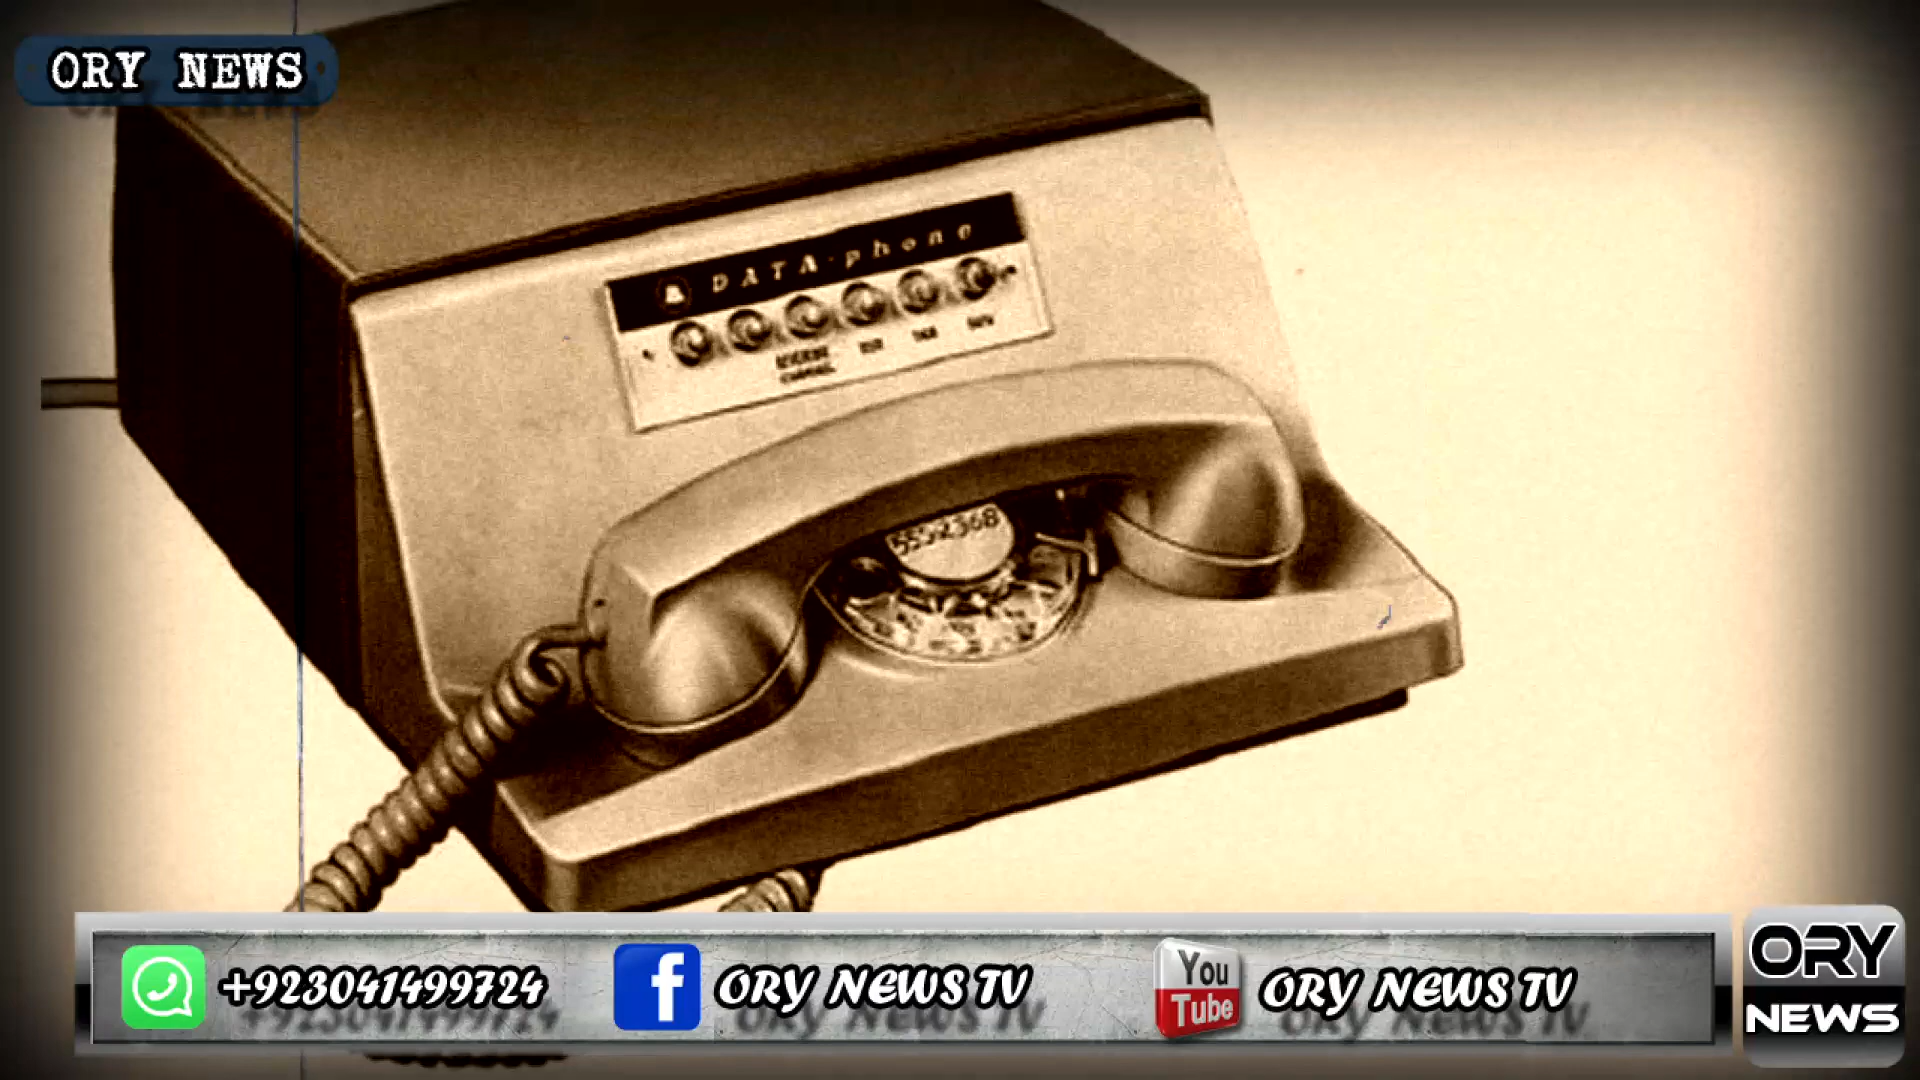 ORY NEWS
DATA-phone
5552368
+923041499724
ORY NEWS TV
You
Tube
ORY NEWS TV
ORY
NEWS